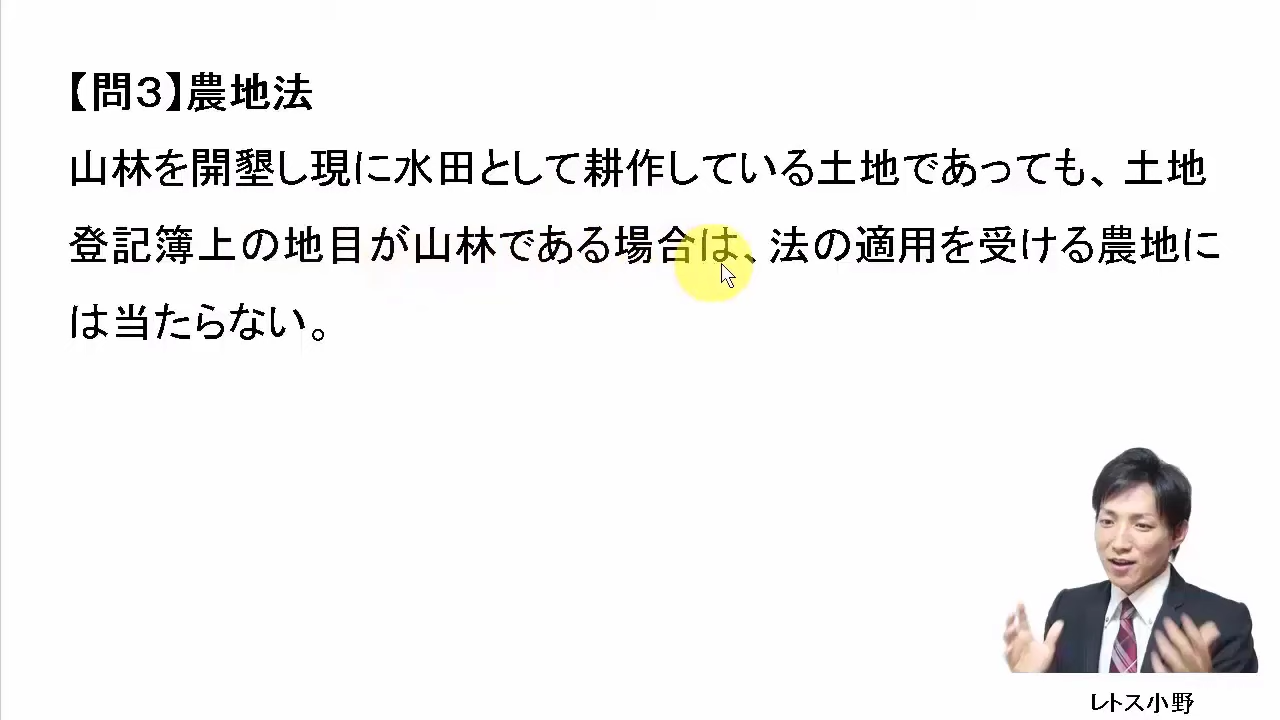 【問3】農地法
山林を開墾し現に水田として耕作している土地であっても、土地
登記簿上の地目が山林である場合は、法の適用を受ける農地に
は当たらない。
レトス小野